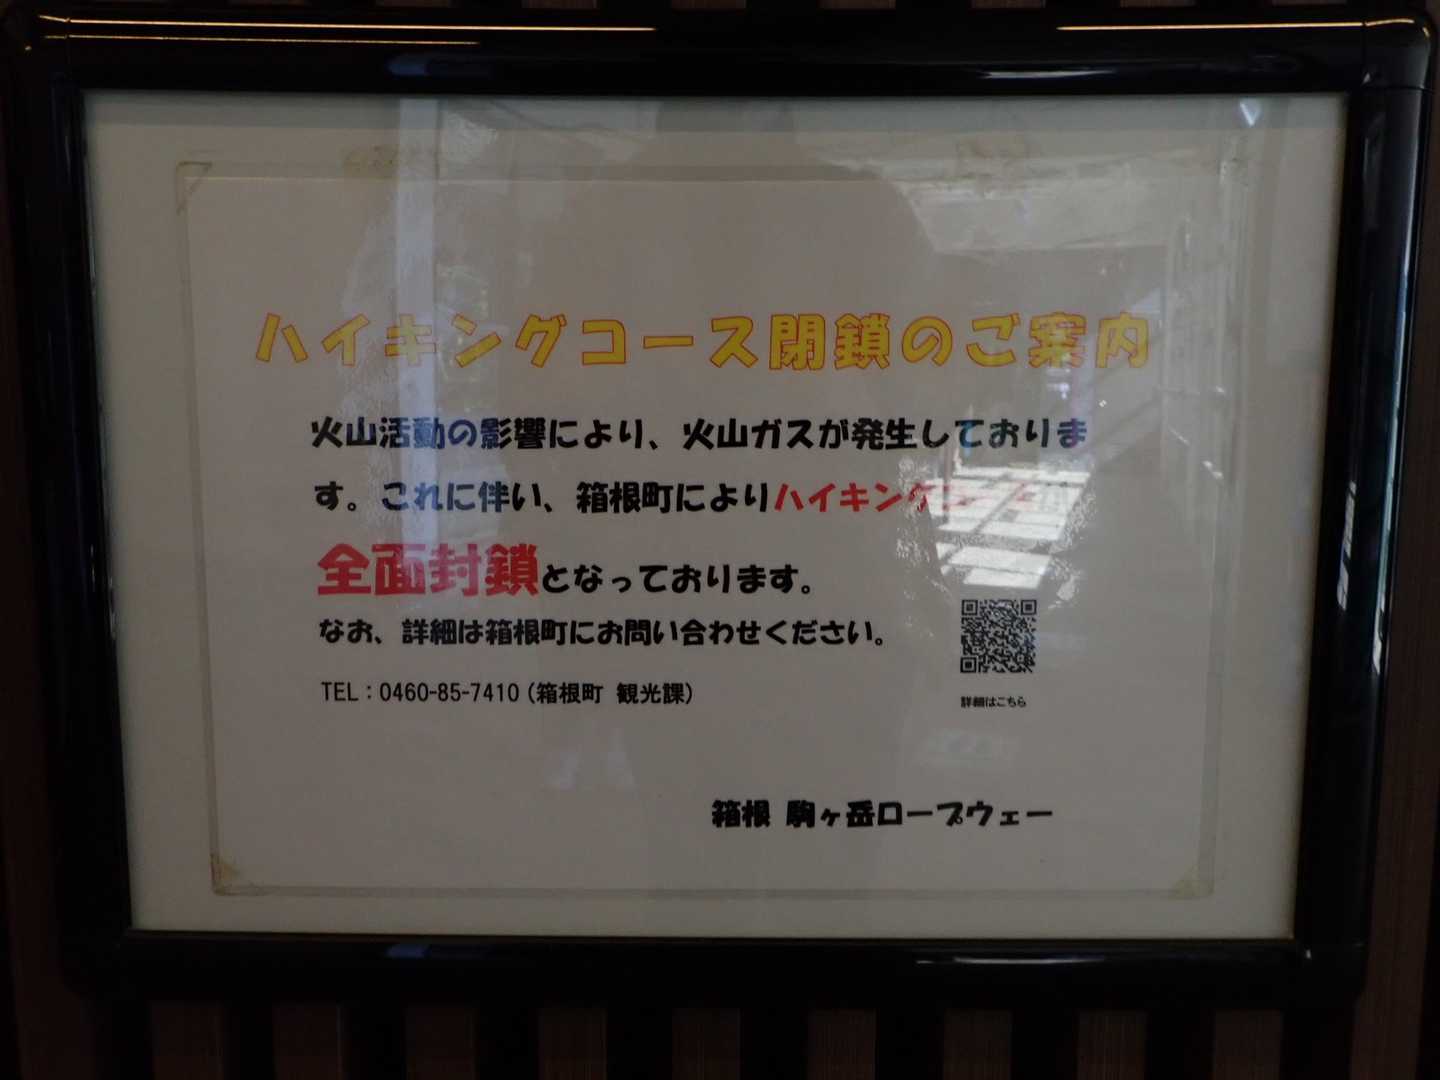 ハイキングコース閉鎖のご案内
火山活動の影響により、火山ガスが発生しておりま
す。これに伴い、箱根町によりハイキングコース
全面封鎖となっております。
なお、詳細は箱根町にお問い合わせください。
TEL：0460-85-7410（箱根町 観光課）
詳細はこちら
箱根 駒ヶ岳ロープウェー